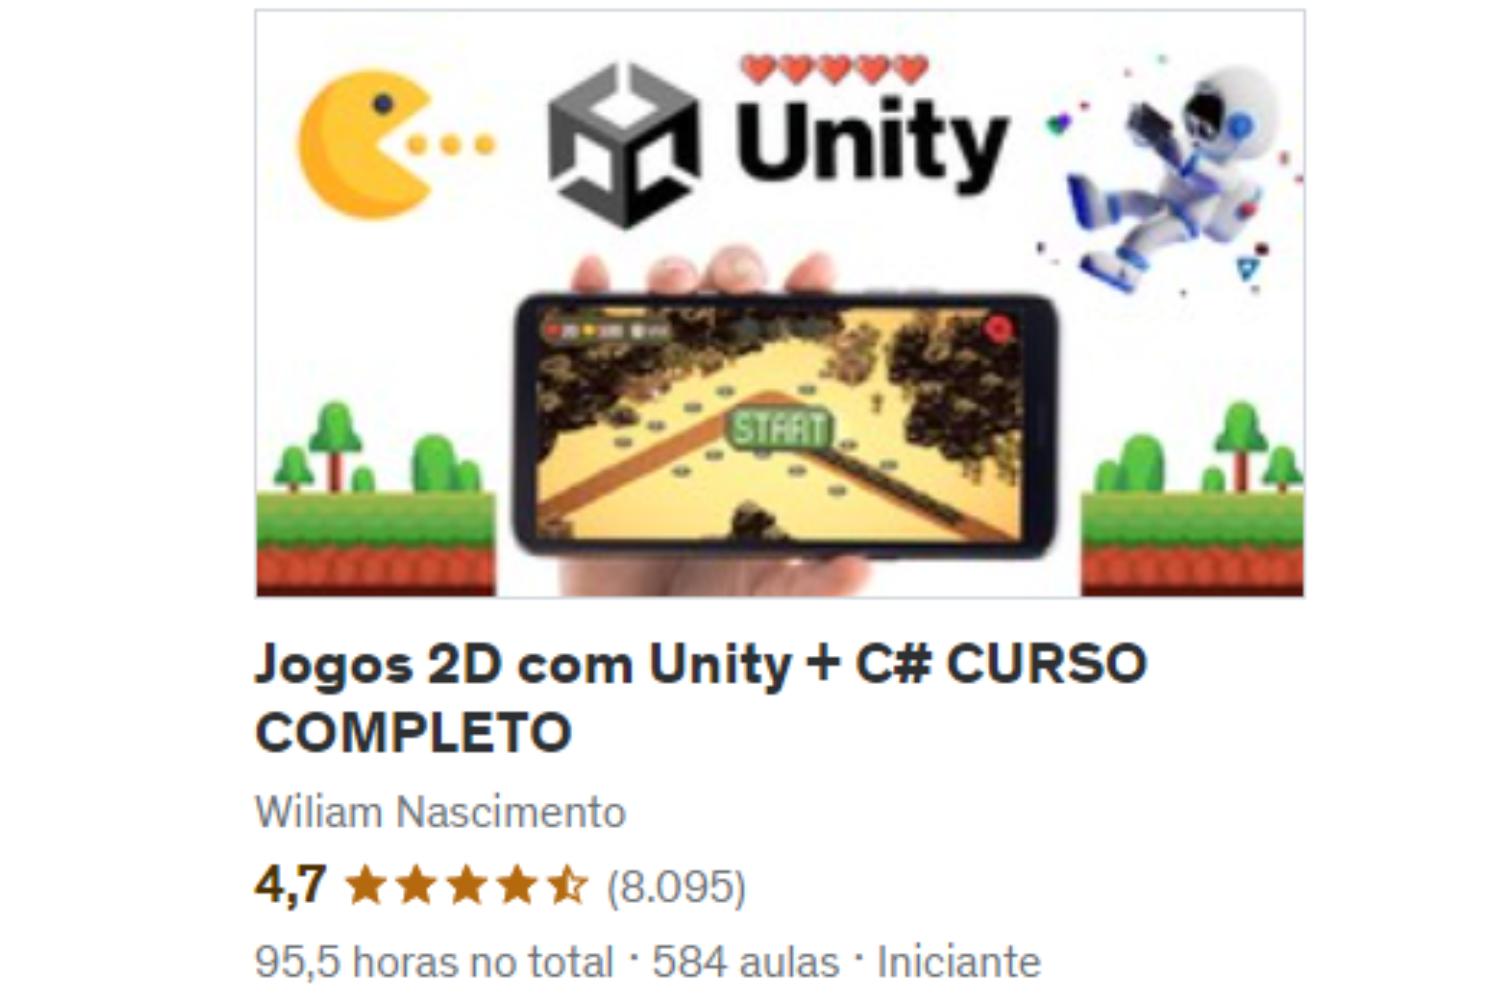 Unity
START
Jogos 2D com Unity + C# CURSO
COMPLETO
Wiliam Nascimento
4,7 (8.095)
95,5 horas no total · 584 aulas · Iniciante